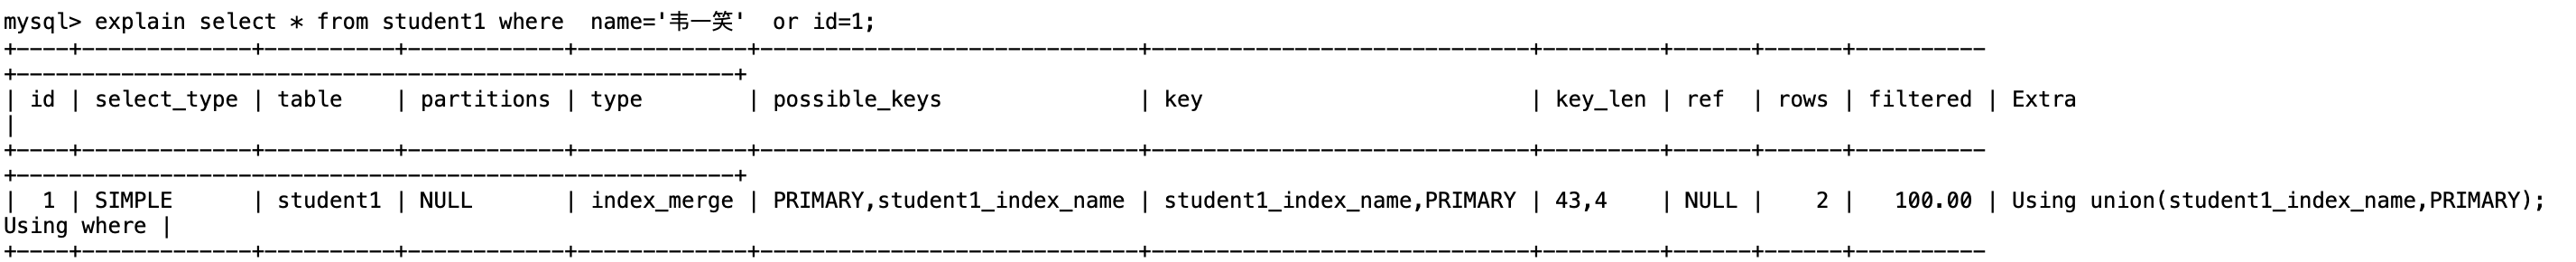 mysql> explain select * from student1 where  name='韦一笑'  or id=1;
+----+-------------+----------+------------+-------------+-----------------------------+-----------------------------+---------+------+------+----------
+-------------------------------------------------------+
| id | select_type | table    | partitions | type        | possible_keys               | key                         | key_len | ref  | rows | filtered | Extra
|
+----+-------------+----------+------------+-------------+-----------------------------+-----------------------------+---------+------+------+----------
+-------------------------------------------------------+
|  1 | SIMPLE      | student1 | NULL       | index_merge | PRIMARY,student1_index_name | student1_index_name,PRIMARY | 43,4    | NULL |    2 |   100.00 | Using union(student1_index_name,PRIMARY);
Using where |
+----+-------------+----------+------------+-------------+-----------------------------+-----------------------------+---------+------+------+----------